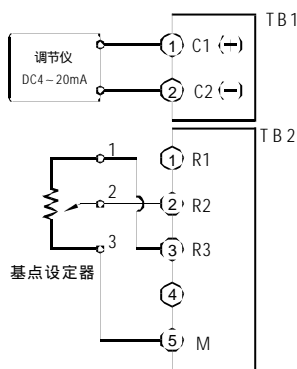 TB1
调节仪
DC4~20mA
① C1 (+)
② C2 (-)
TB2
1
① R1
2
② R2
3
③ R3
基点设定器
④
⑤ M